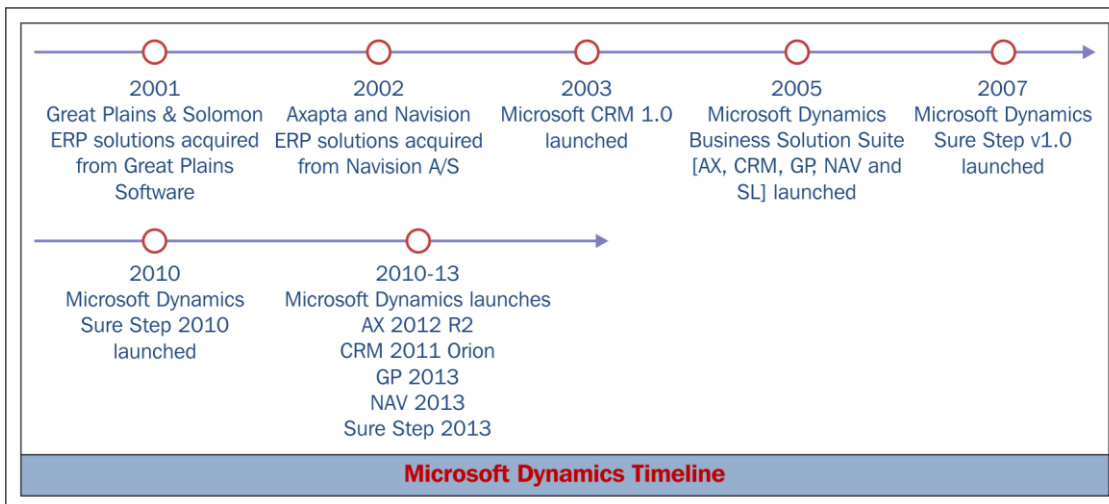 2001
Great Plains & Solomon
ERP solutions acquired
from Great Plains
Software
2002
Axapta and Navision
ERP solutions acquired
from Navision A/S
2003
Microsoft CRM 1.0
launched
2005
Microsoft Dynamics
Business Solution Suite
[AX, CRM, GP, NAV and
SL] launched
2007
Microsoft Dynamics
Sure Step v1.0
launched
2010
Microsoft Dynamics
Sure Step 2010
launched
2010-13
Microsoft Dynamics launches
AX 2012 R2
CRM 2011 Orion
GP 2013
NAV 2013
Sure Step 2013
Microsoft Dynamics Timeline